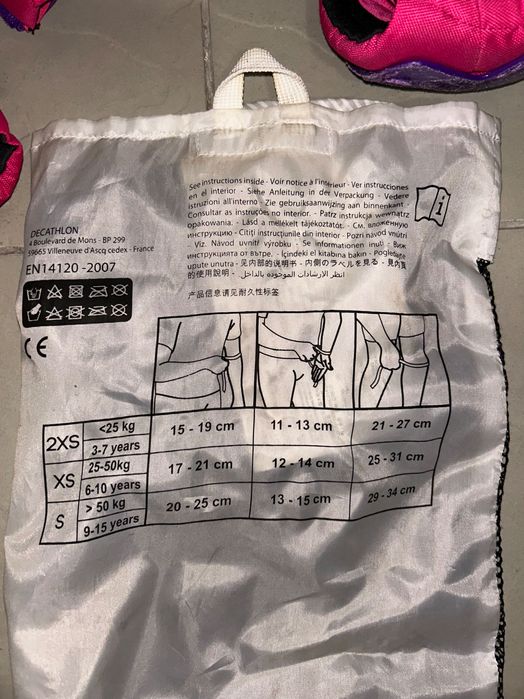 See instructions inside - Voir notice à l'intérieur - Ver instrucciones
en el interior - Siehe Anleitung in der Verpackung - Vedere
istruzioni all'interno - Zie gebruiksaanwijzing aan binnenkant -
Consultar as instruções no interior. - Patrz instrukcja wewnątrz
opakowania. - Lásd a mellékelt tájékoztatót. - См. вложенную
инструкцию - Citiți instrucțiunile din interior - Pozri návod vnútri
- Viz. Návod uvnitř výrobku - Se informationen inuti - Виж
инструкцията от вътре. - İçindeki el kitabina bakin - Pogledajte
upute unutra - 见内部的说明书 - 内側のラベルを見る - 見內頁
的使用說明 - انظر الارشادات الموجودة بالداخل
产品信息请见耐久性标签
i
DECATHLON
4 Boulevard de Mons - BP 299
59665 Villeneuve d'Ascq cedex - France
EN14120 -2007
CE
2XS
<25 kg
3-7 years
15 - 19 cm
11 - 13 cm
21 - 27 cm
XS
25-50kg
6-10 years
17 - 21 cm
12 - 14 cm
25 - 31 cm
S
> 50 kg
9-15 years
20 - 25 cm
13 - 15 cm
29 - 34 cm